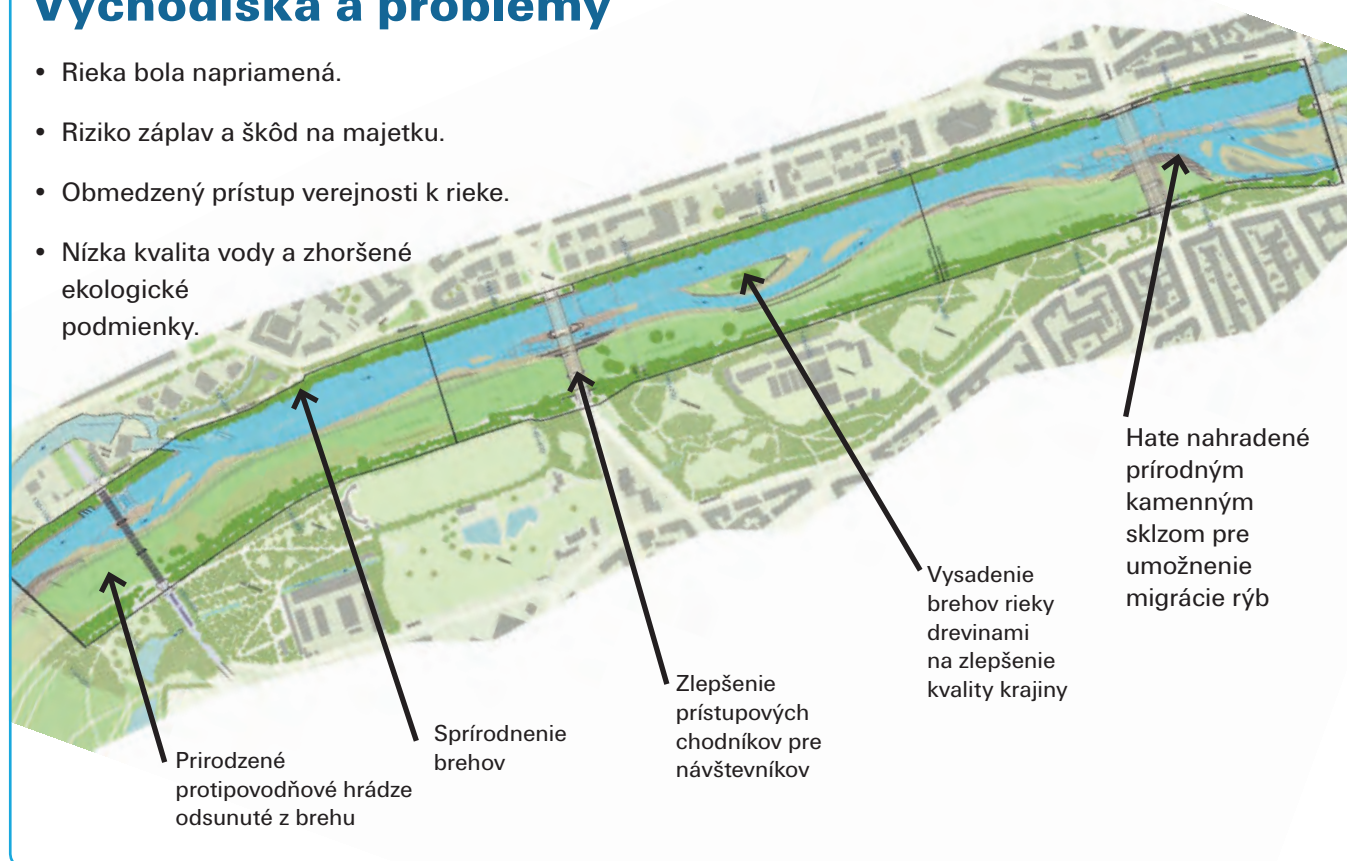 Východiská a problémy
• Rieka bola napriamená.
• Riziko záplav a škôd na majetku.
• Obmedzený prístup verejnosti k rieke.
• Nízka kvalita vody a zhoršené
ekologické
podmienky.
Hate nahradené
prírodným
kamenným
sklzom pre
umožnenie
migrácie rýb
Vysadenie
brehov rieky
drevinami
na zlepšenie
kvality krajiny
Zlepšenie
prístupových
chodníkov pre
návštevníkov
Sprírodnenie
brehov
Prirodzené
protipovodňové hrádze
odsunuté z brehu